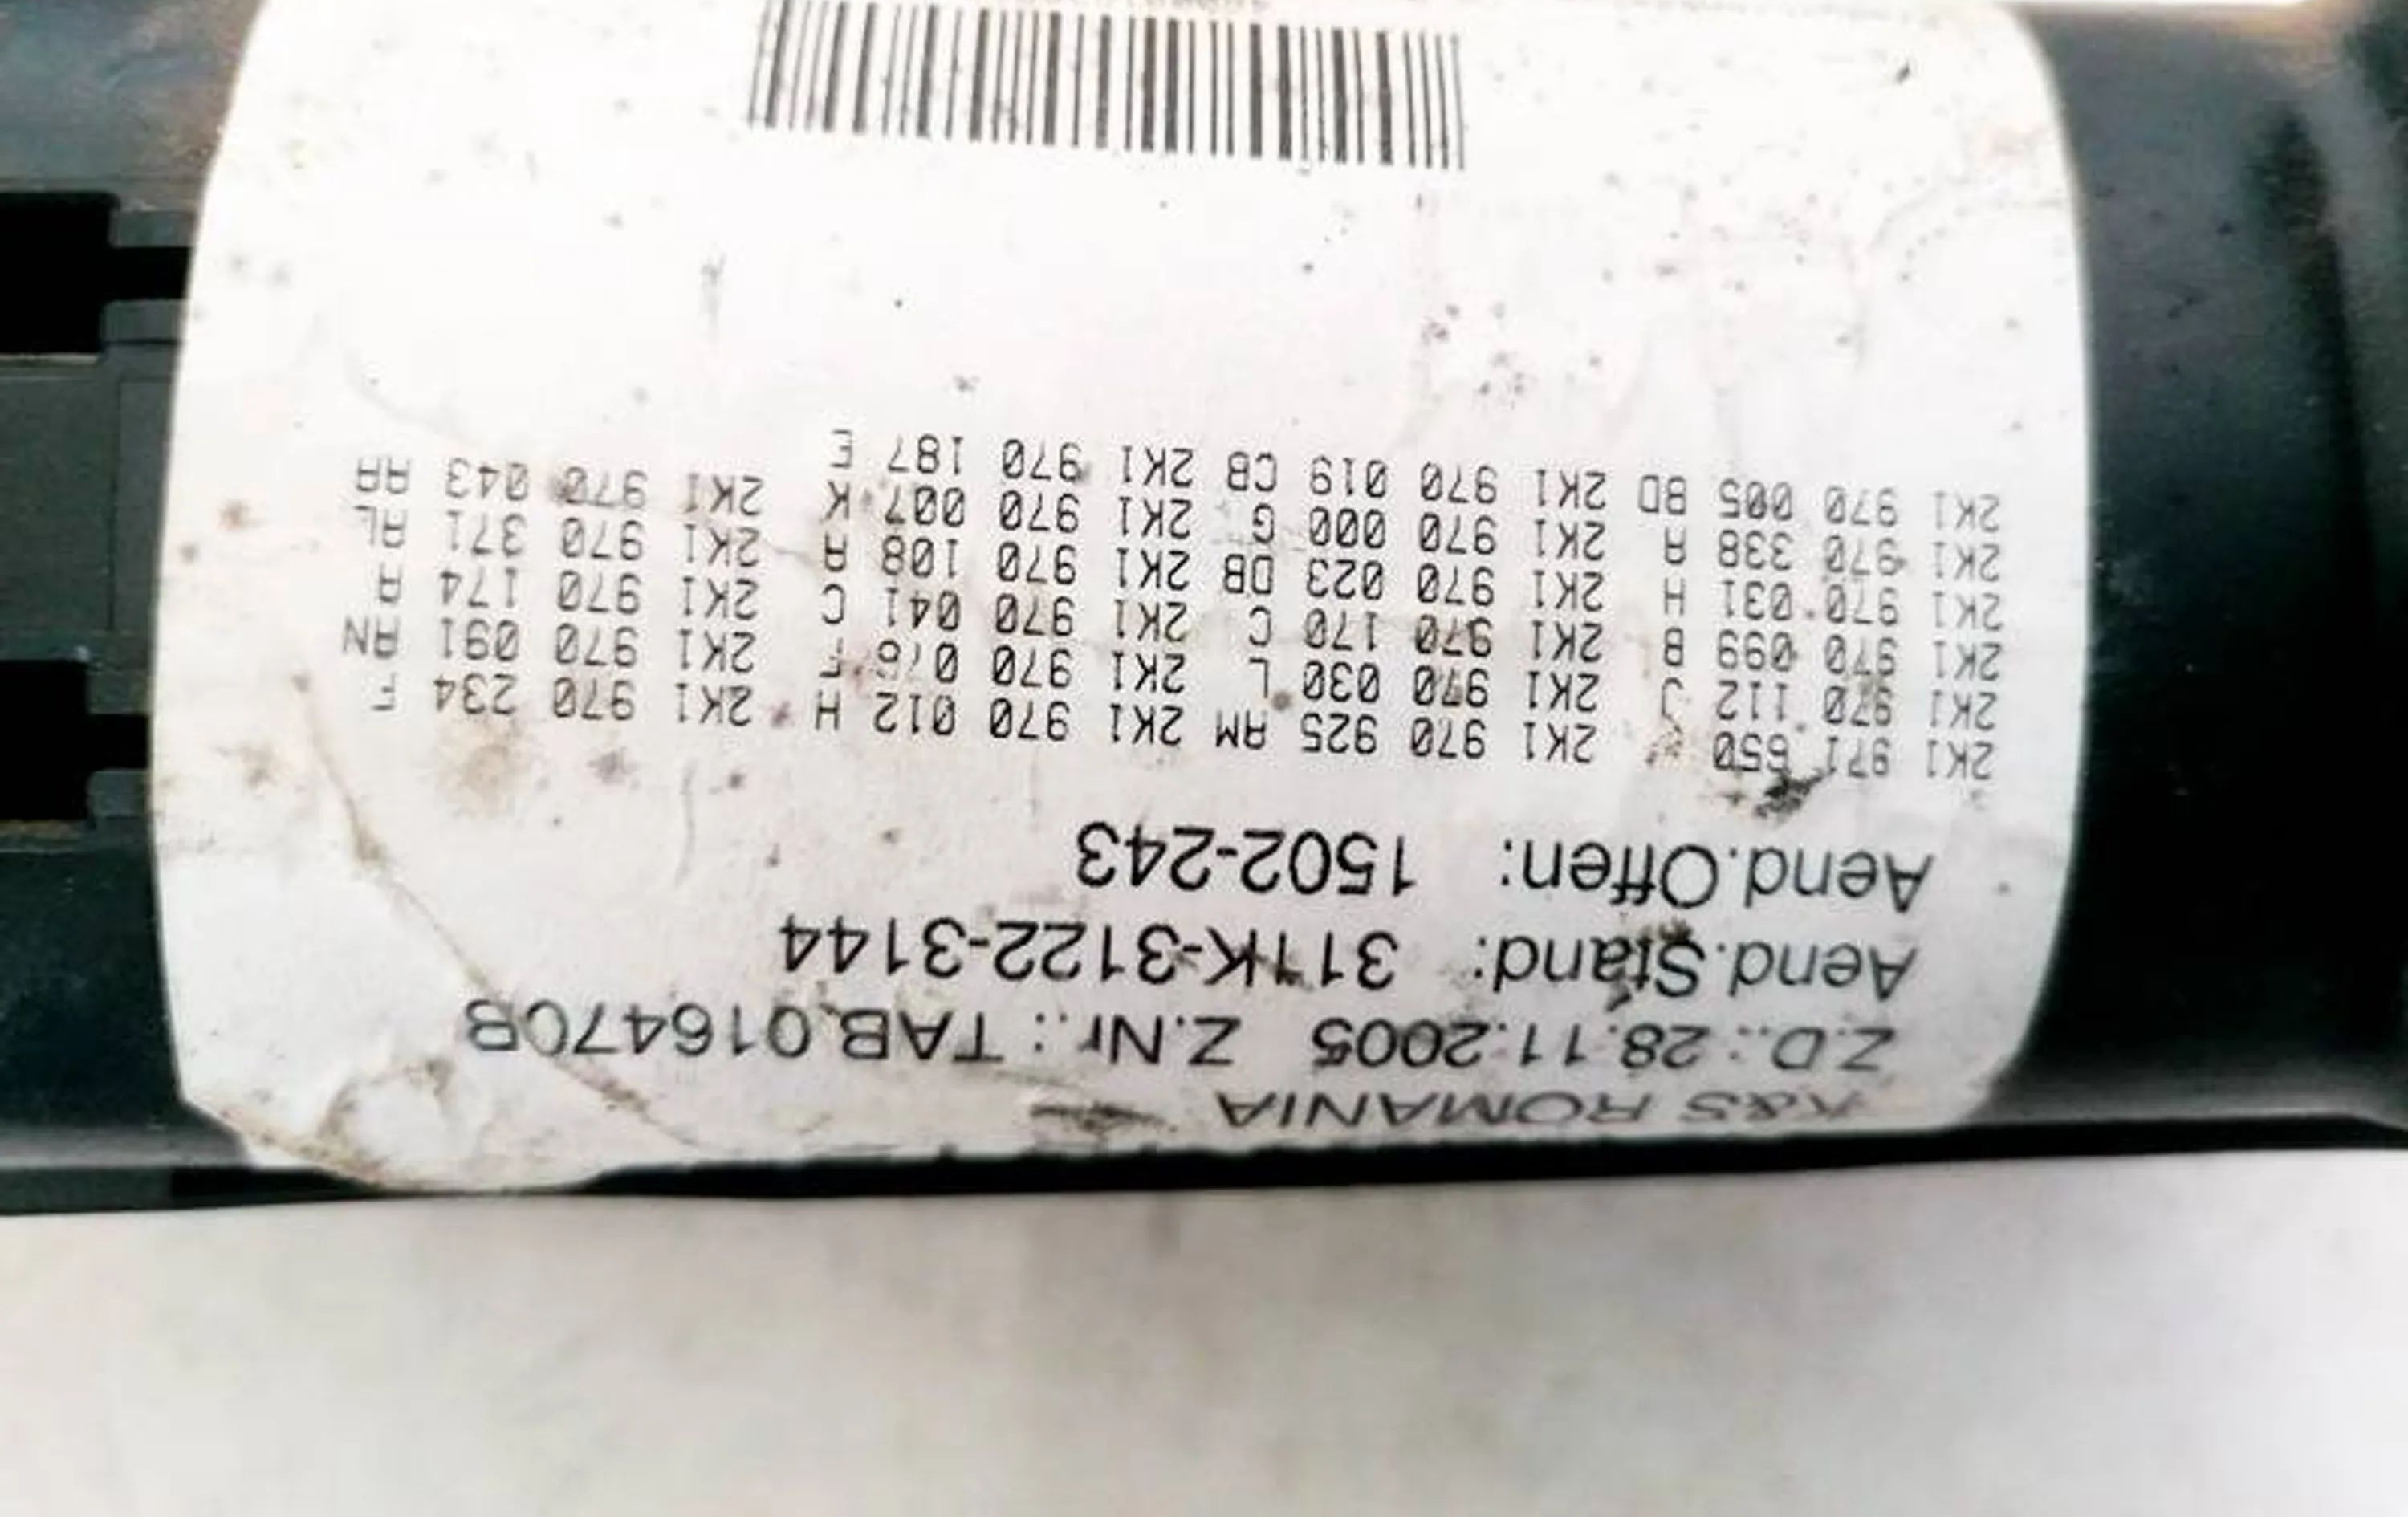 K&S ROMANIA
Z.D.: 28.11.2005 Z.Nr.: TAB.016470B
Aend.Stand: 311K-3122-3144
Aend.Offen: 1502-243
2K1 971 650 2K1 970 925 AM 2K1 970 012 H 2K1 970 234 F
2K1 970 112 J 2K1 970 030 L 2K1 970 076 F 2K1 970 091 AN
2K1 970 099 B 2K1 970 170 C 2K1 970 041 C 2K1 970 174 A
2K1 970 031 H 2K1 970 023 DB 2K1 970 108 A 2K1 970 371 AL
2K1 970 338 A 2K1 970 000 G 2K1 970 007 K 2K1 970 043 AA
2K1 970 005 BD 2K1 970 019 CB 2K1 970 187 E